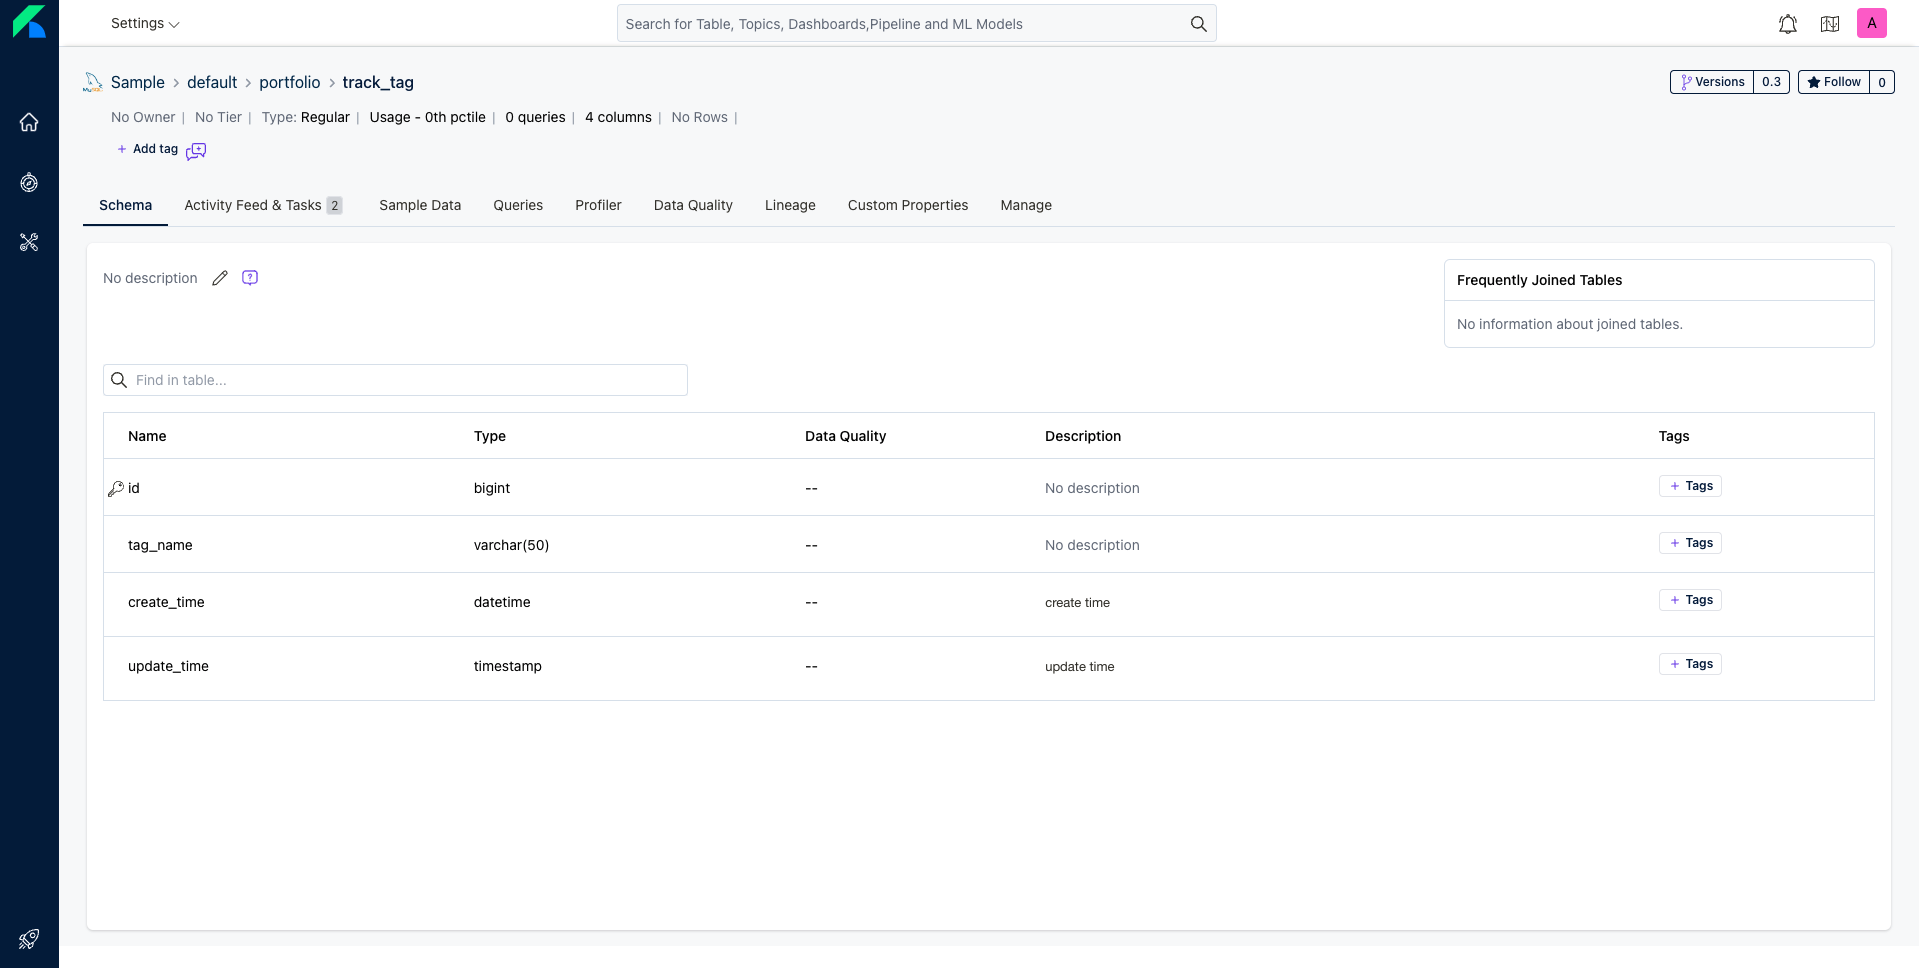 Settings
Search for Table, Topics, Dashboards,Pipeline and ML Models
A
MySQL
Sample > default > portfolio > track_tag
Versions 0.3
Follow 0
No Owner | No Tier | Type: Regular | Usage - 0th pctile | 0 queries | 4 columns | No Rows |
+ Add tag
Schema Activity Feed & Tasks 2 Sample Data Queries Profiler Data Quality Lineage Custom Properties Manage
No description
Frequently Joined Tables
No information about joined tables.
Find in table...
Name Type Data Quality Description Tags
id bigint -- No description + Tags
tag_name varchar(50) -- No description + Tags
create_time datetime -- create time + Tags
update_time timestamp -- update time + Tags